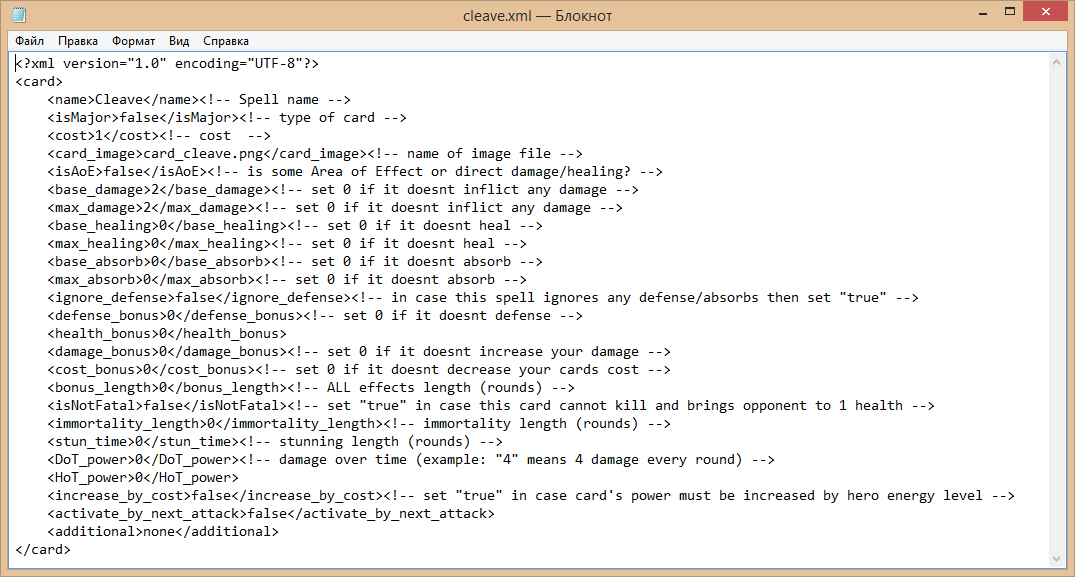 cleave.xml — Блокнот
Файл Правка Формат Вид Справка
<?xml version="1.0" encoding="UTF-8"?>
<card>
    <name>Cleave</name><!-- Spell name -->
    <isMajor>false</isMajor><!-- type of card -->
    <cost>1</cost><!-- cost  -->
    <card_image>card_cleave.png</card_image><!-- name of image file -->
    <isAoE>false</isAoE><!-- is some Area of Effect or direct damage/healing? -->
    <base_damage>2</base_damage><!-- set 0 if it doesnt inflict any damage -->
    <max_damage>2</max_damage><!-- set 0 if it doesnt inflict any damage -->
    <base_healing>0</base_healing><!-- set 0 if it doesnt heal -->
    <max_healing>0</max_healing><!-- set 0 if it doesnt heal -->
    <base_absorb>0</base_absorb><!-- set 0 if it doesnt absorb -->
    <max_absorb>0</max_absorb><!-- set 0 if it doesnt absorb -->
    <ignore_defense>false</ignore_defense><!-- in case this spell ignores any defense/absorbs then set "true" -->
    <defense_bonus>0</defense_bonus><!-- set 0 if it doesnt defense -->
    <health_bonus>0</health_bonus>
    <damage_bonus>0</damage_bonus><!-- set 0 if it doesnt increase your damage -->
    <cost_bonus>0</cost_bonus><!-- set 0 if it doesnt decrease your cards cost -->
    <bonus_length>0</bonus_length><!-- ALL effects length (rounds) -->
    <isNotFatal>false</isNotFatal><!-- set "true" in case this card cannot kill and brings opponent to 1 health -->
    <immortality_length>0</immortality_length><!-- immortality length (rounds) -->
    <stun_time>0</stun_time><!-- stunning length (rounds) -->
    <DoT_power>0</DoT_power><!-- damage over time (example: "4" means 4 damage every round) -->
    <HoT_power>0</HoT_power>
    <increase_by_cost>false</increase_by_cost><!-- set "true" in case card's power must be increased by hero energy level -->
    <activate_by_next_attack>false</activate_by_next_attack>
    <additional>none</additional>
</card>